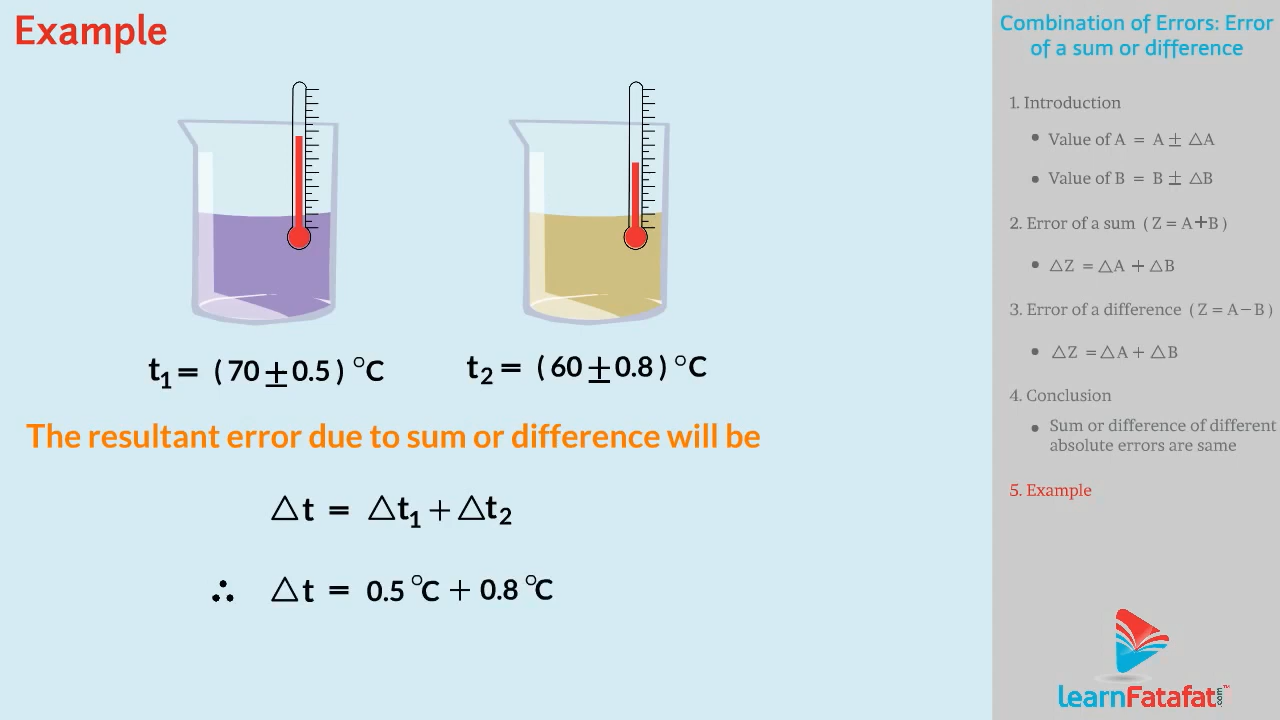 Example
t₁ = ( 70 ± 0.5 ) °C
t₂ = ( 60 ± 0.8 ) °C
The resultant error due to sum or difference will be
△t = △t₁ + △t₂
∴ △t = 0.5 °C + 0.8 °C
Combination of Errors: Error
of a sum or difference
1. Introduction
• Value of A = A ± △A
• Value of B = B ± △B
2. Error of a sum ( Z = A+B )
• △Z = △A + △B
3. Error of a difference ( Z = A−B )
• △Z = △A + △B
4. Conclusion
• Sum or difference of different
absolute errors are same
5. Example
learnFatafat.com™